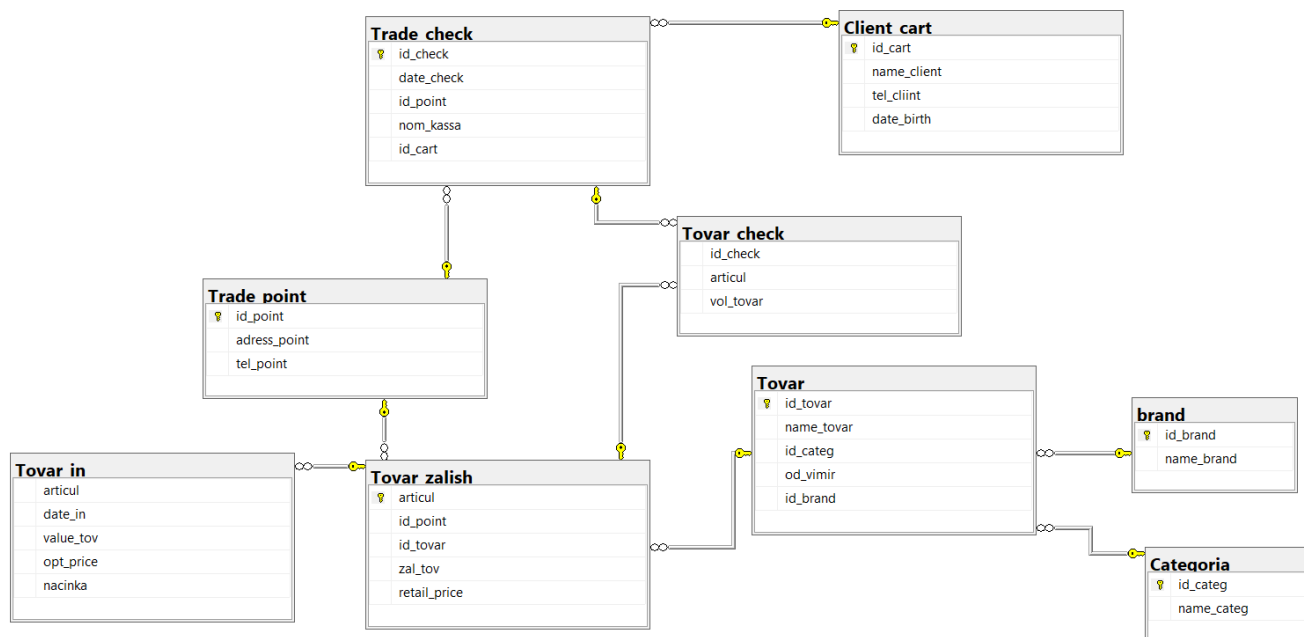 Trade_check
id_check
date_check
id_point
nom_kassa
id_cart
Client_cart
id_cart
name_client
tel_cliint
date_birth
Tovar_check
id_check
articul
vol_tovar
Trade_point
id_point
adress_point
tel_point
Tovar
id_tovar
name_tovar
id_categ
od_vimir
id_brand
brand
id_brand
name_brand
Tovar_in
articul
date_in
value_tov
opt_price
nacinka
Tovar_zalish
articul
id_point
id_tovar
zal_tov
retail_price
Categoria
id_categ
name_categ